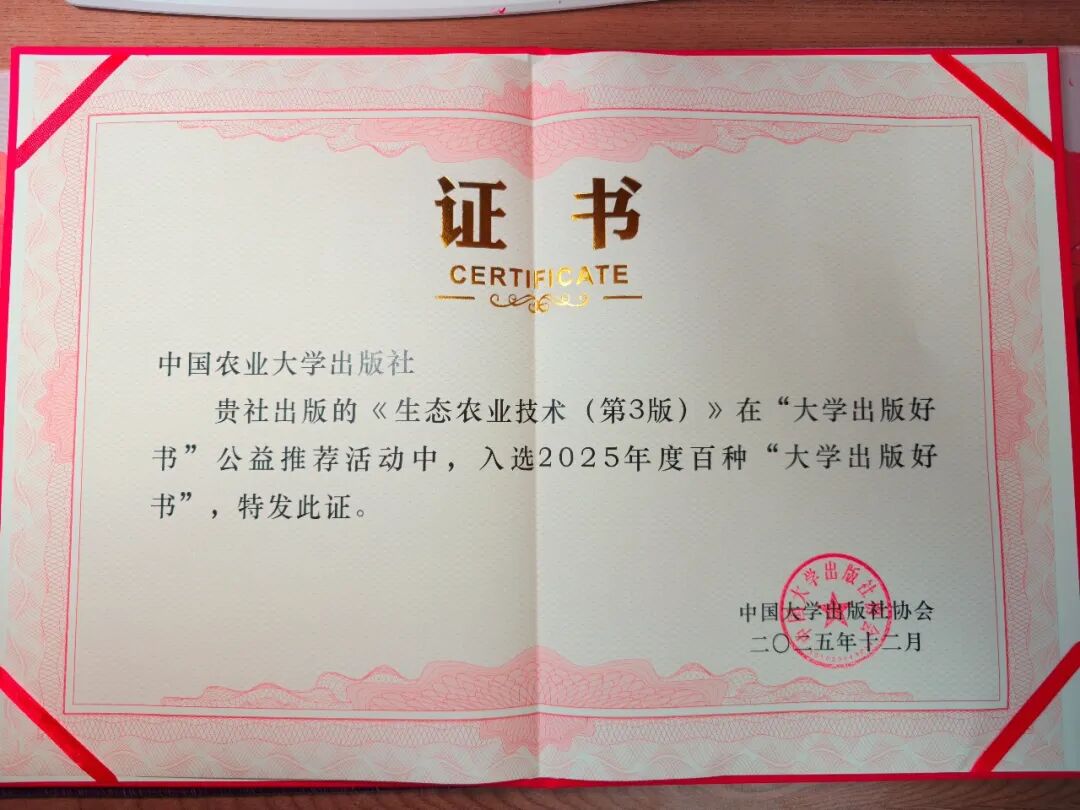 证书
CERTIFICATE
中国农业大学出版社
贵社出版的《生态农业技术（第3版）》在“大学出版好
书”公益推荐活动中，入选2025年度百种“大学出版好
书”，特发此证。
中国大学出版社协会
二〇二五年十二月